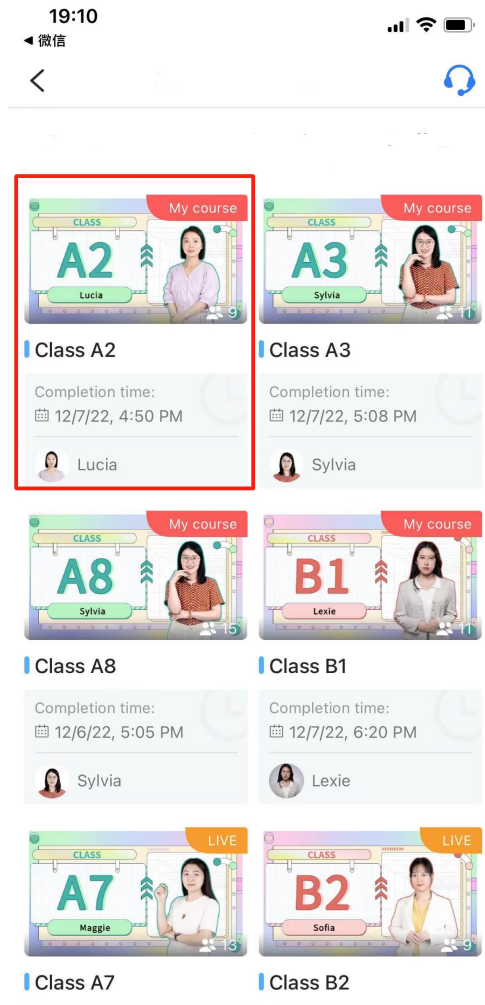 19:10
◀ 微信
My course
CLASS
A2
Lucia
9
Class A2
Completion time:
12/7/22, 4:50 PM
Lucia
My course
CLASS
A3
Sylvia
11
Class A3
Completion time:
12/7/22, 5:08 PM
Sylvia
My course
CLASS
A8
Sylvia
15
Class A8
Completion time:
12/6/22, 5:05 PM
Sylvia
My course
CLASS
B1
Lexie
11
Class B1
Completion time:
12/7/22, 6:20 PM
Lexie
LIVE
CLASS
A7
Maggie
13
Class A7
LIVE
CLASS
B2
Sofia
9
Class B2